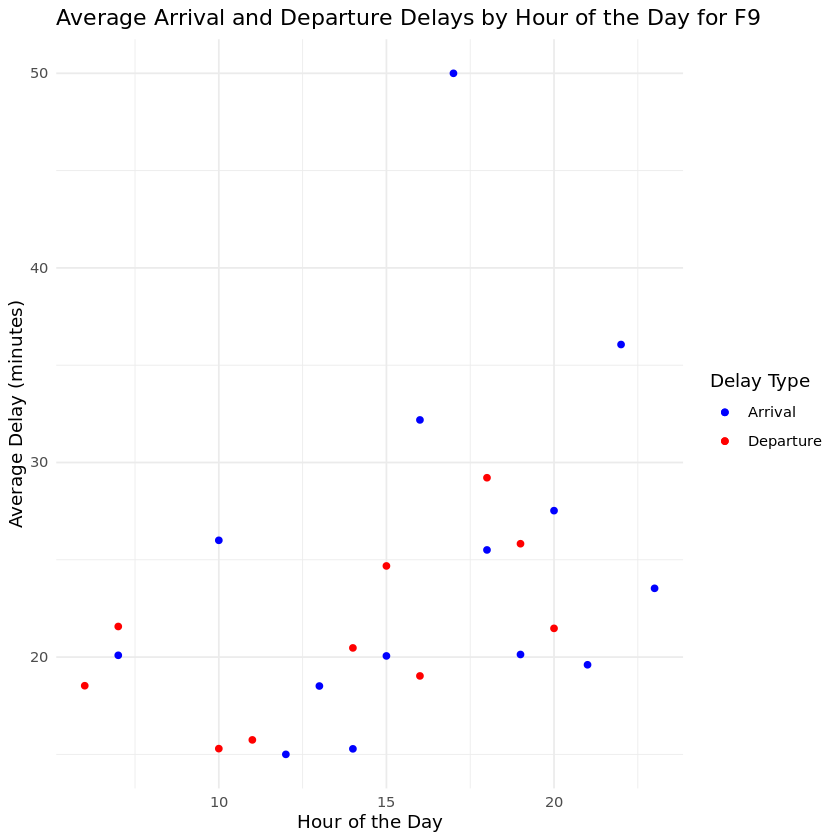 Average Arrival and Departure Delays by Hour of the Day for F9
50
40
30
20
Average Delay (minutes)
10
15
20
Hour of the Day
Delay Type
Arrival
Departure